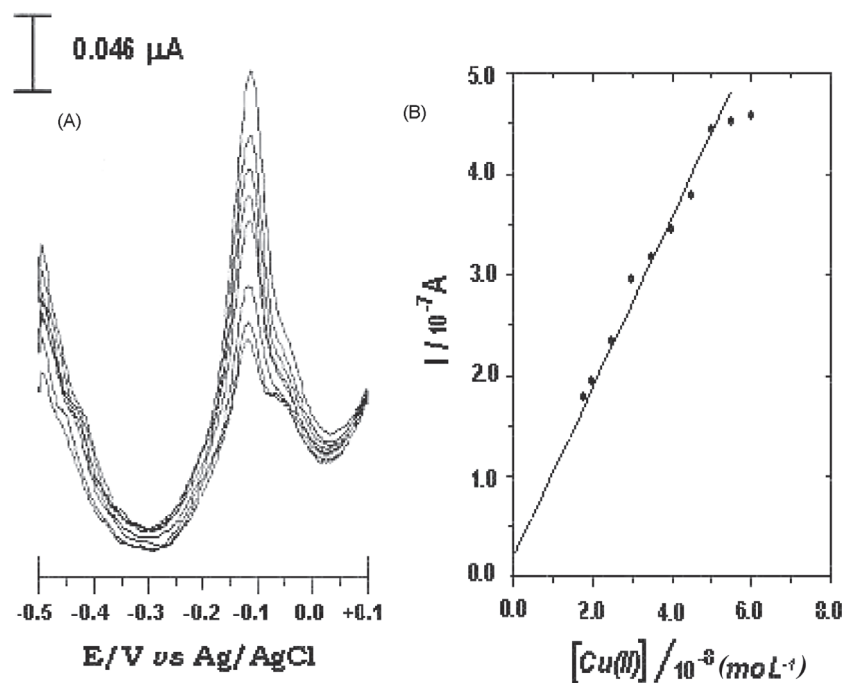 0.046 μA
(A)
-0.5 -0.4 -0.3 -0.2 -0.1 0.0 +0.1
E/V vs Ag/AgCl
(B)
5.0
4.0
3.0
2.0
1.0
0.0
I / 10⁻⁷ A
0.0 2.0 4.0 6.0 8.0
[Cu(II)] / 10⁻⁸ (moL⁻¹)